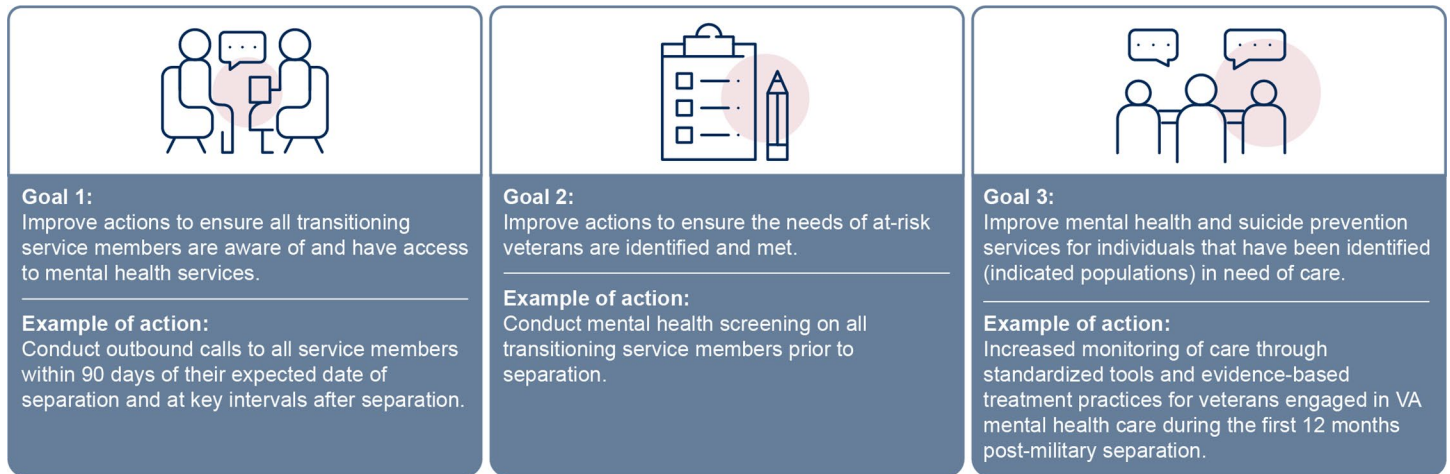 Goal 1:
Improve actions to ensure all transitioning
service members are aware of and have access
to mental health services.
Example of action:
Conduct outbound calls to all service members
within 90 days of their expected date of
separation and at key intervals after separation.
Goal 2:
Improve actions to ensure the needs of at-risk
veterans are identified and met.
Example of action:
Conduct mental health screening on all
transitioning service members prior to
separation.
Goal 3:
Improve mental health and suicide prevention
services for individuals that have been identified
(indicated populations) in need of care.
Example of action:
Increased monitoring of care through
standardized tools and evidence-based
treatment practices for veterans engaged in VA
mental health care during the first 12 months
post-military separation.